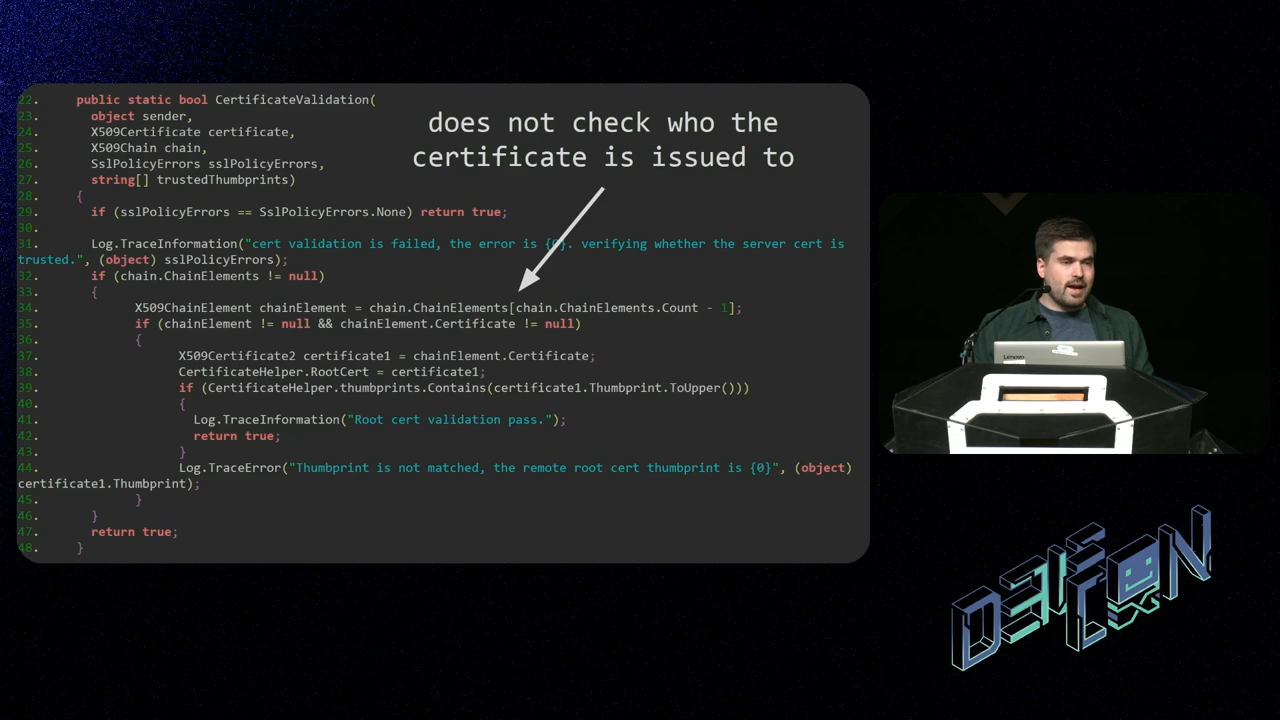 does not check who the
certificate is issued to
22. public static bool CertificateValidation(
23. object sender,
24. X509Certificate certificate,
25. X509Chain chain,
26. SslPolicyErrors sslPolicyErrors,
27. string[] trustedThumbprints)
28. {
29. if (sslPolicyErrors == SslPolicyErrors.None) return true;
30.
31. Log.TraceInformation("cert validation is failed, the error is {0}. verifying whether the server cert is
trusted.", (object) sslPolicyErrors);
32. if (chain.ChainElements != null)
33. {
34. X509ChainElement chainElement = chain.ChainElements[chain.ChainElements.Count - 1];
35. if (chainElement != null && chainElement.Certificate != null)
36. {
37. X509Certificate2 certificate1 = chainElement.Certificate;
38. CertificateHelper.RootCert = certificate1;
39. if (CertificateHelper.thumbprints.Contains(certificate1.Thumbprint.ToUpper()))
40. {
41. Log.TraceInformation("Root cert validation pass.");
42. return true;
43. }
44. Log.TraceError("Thumbprint is not matched, the remote root cert thumbprint is {0}", (object)
certificate1.Thumbprint);
45. }
46. }
47. return true;
48. }
Lenovo
DEF
CON